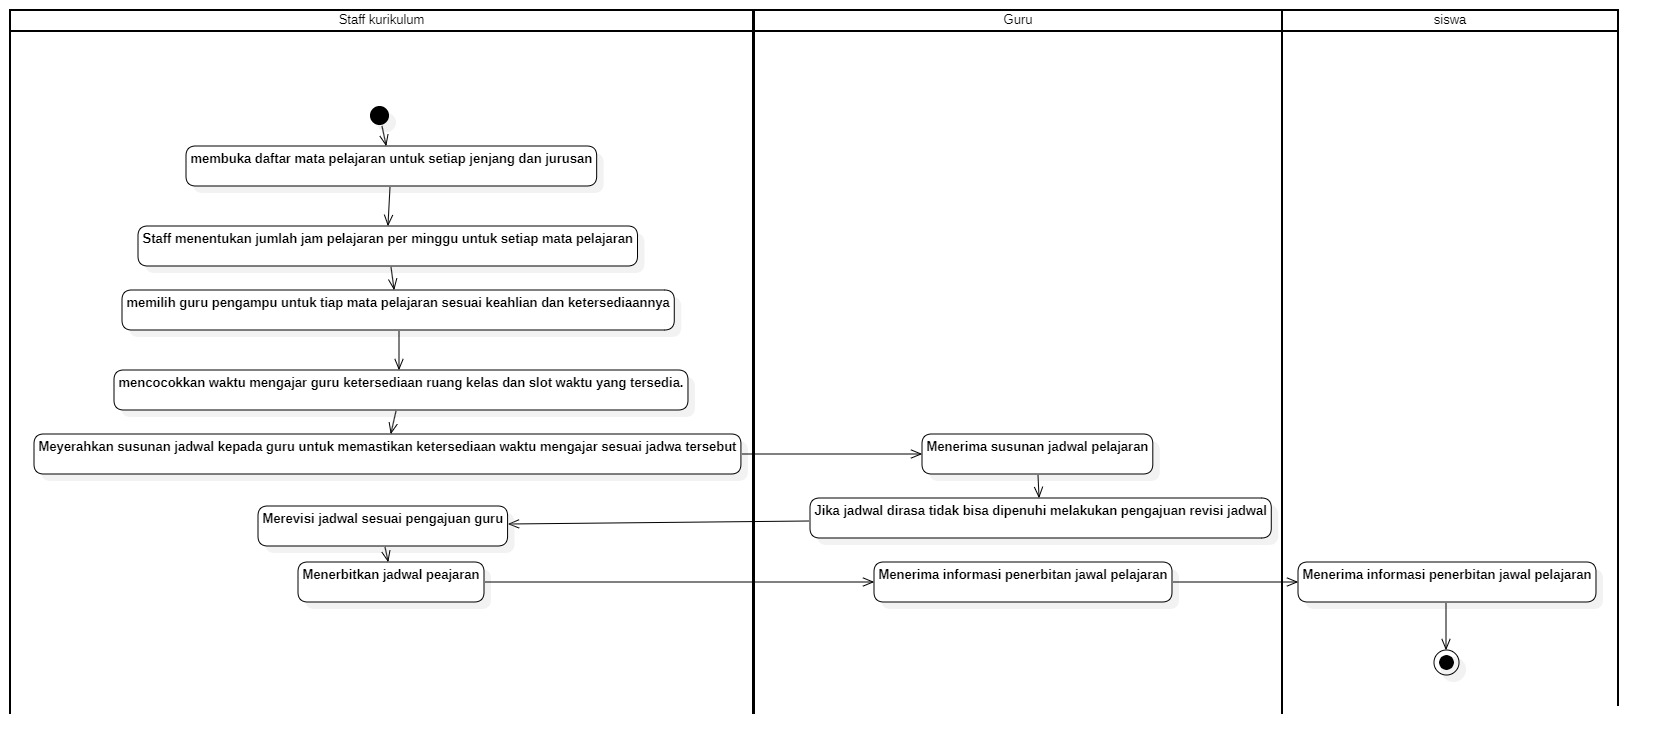 Staff kurikulum
Guru
siswa
membuka daftar mata pelajaran untuk setiap jenjang dan jurusan
Staff menentukan jumlah jam pelajaran per minggu untuk setiap mata pelajaran
memilih guru pengampu untuk tiap mata pelajaran sesuai keahlian dan ketersediaannya
mencocokkan waktu mengajar guru ketersediaan ruang kelas dan slot waktu yang tersedia.
Meyerahkan susunan jadwal kepada guru untuk memastikan ketersediaan waktu mengajar sesuai jadwa tersebut
Menerima susunan jadwal pelajaran
Jika jadwal dirasa tidak bisa dipenuhi melakukan pengajuan revisi jadwal
Merevisi jadwal sesuai pengajuan guru
Menerbitkan jadwal peajaran
Menerima informasi penerbitan jawal pelajaran
Menerima informasi penerbitan jawal pelajaran